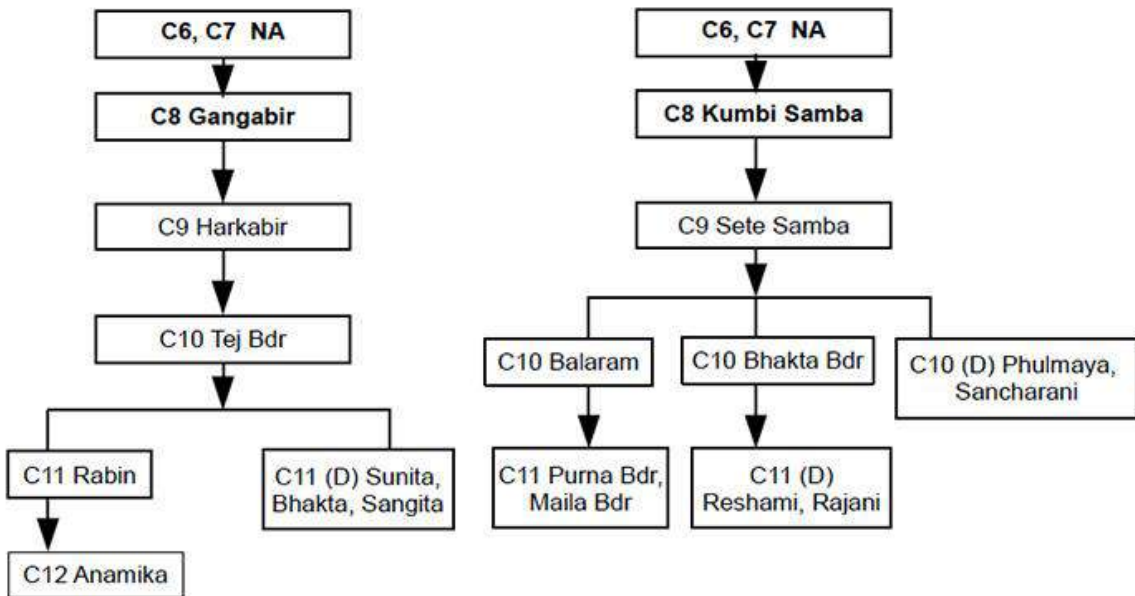 C6, C7 NA
C8 Gangabir
C9 Harkabir
C10 Tej Bdr
C11 Rabin
C11 (D) Sunita,
Bhakta, Sangita
C12 Anamika
C6, C7 NA
C8 Kumbi Samba
C9 Sete Samba
C10 Balaram
C10 Bhakta Bdr
C10 (D) Phulmaya,
Sancharani
C11 Purna Bdr,
Maila Bdr
C11 (D)
Reshami, Rajani